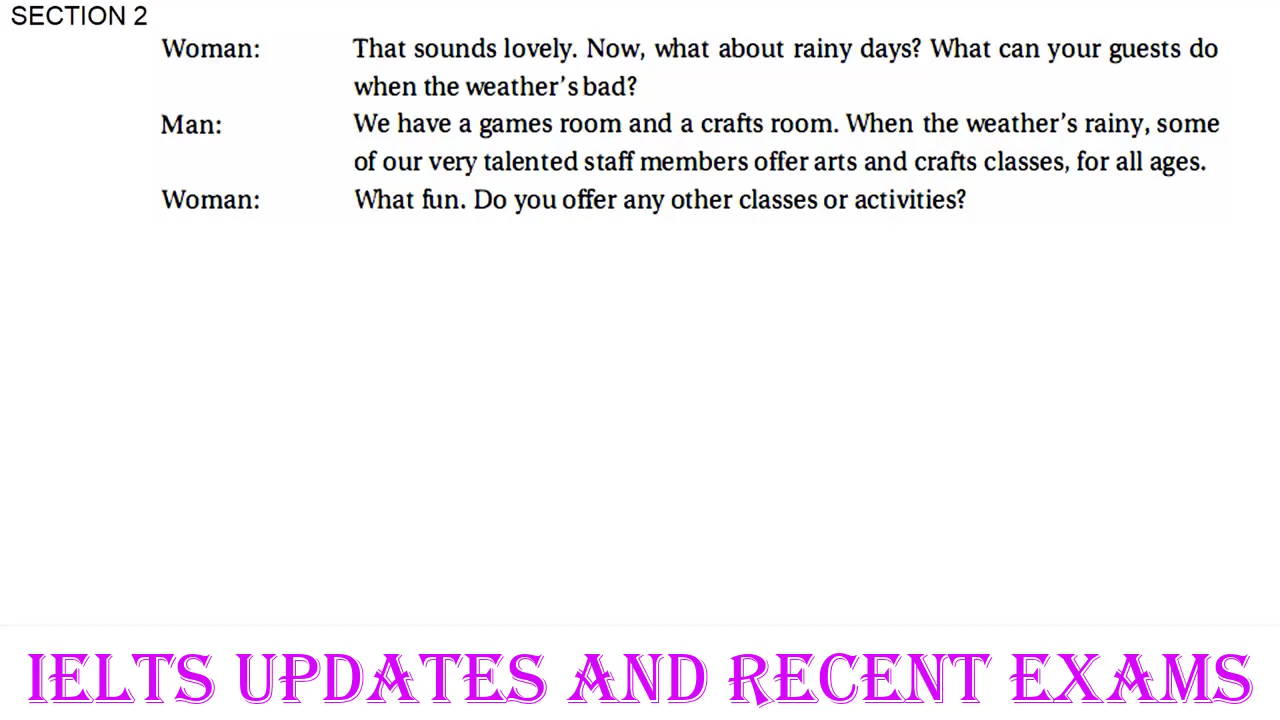 SECTION 2
Woman: That sounds lovely. Now, what about rainy days? What can your guests do
when the weather's bad?
Man: We have a games room and a crafts room. When the weather's rainy, some
of our very talented staff members offer arts and crafts classes, for all ages.
Woman: What fun. Do you offer any other classes or activities?
IELTS UPDATES AND RECENT EXAMS